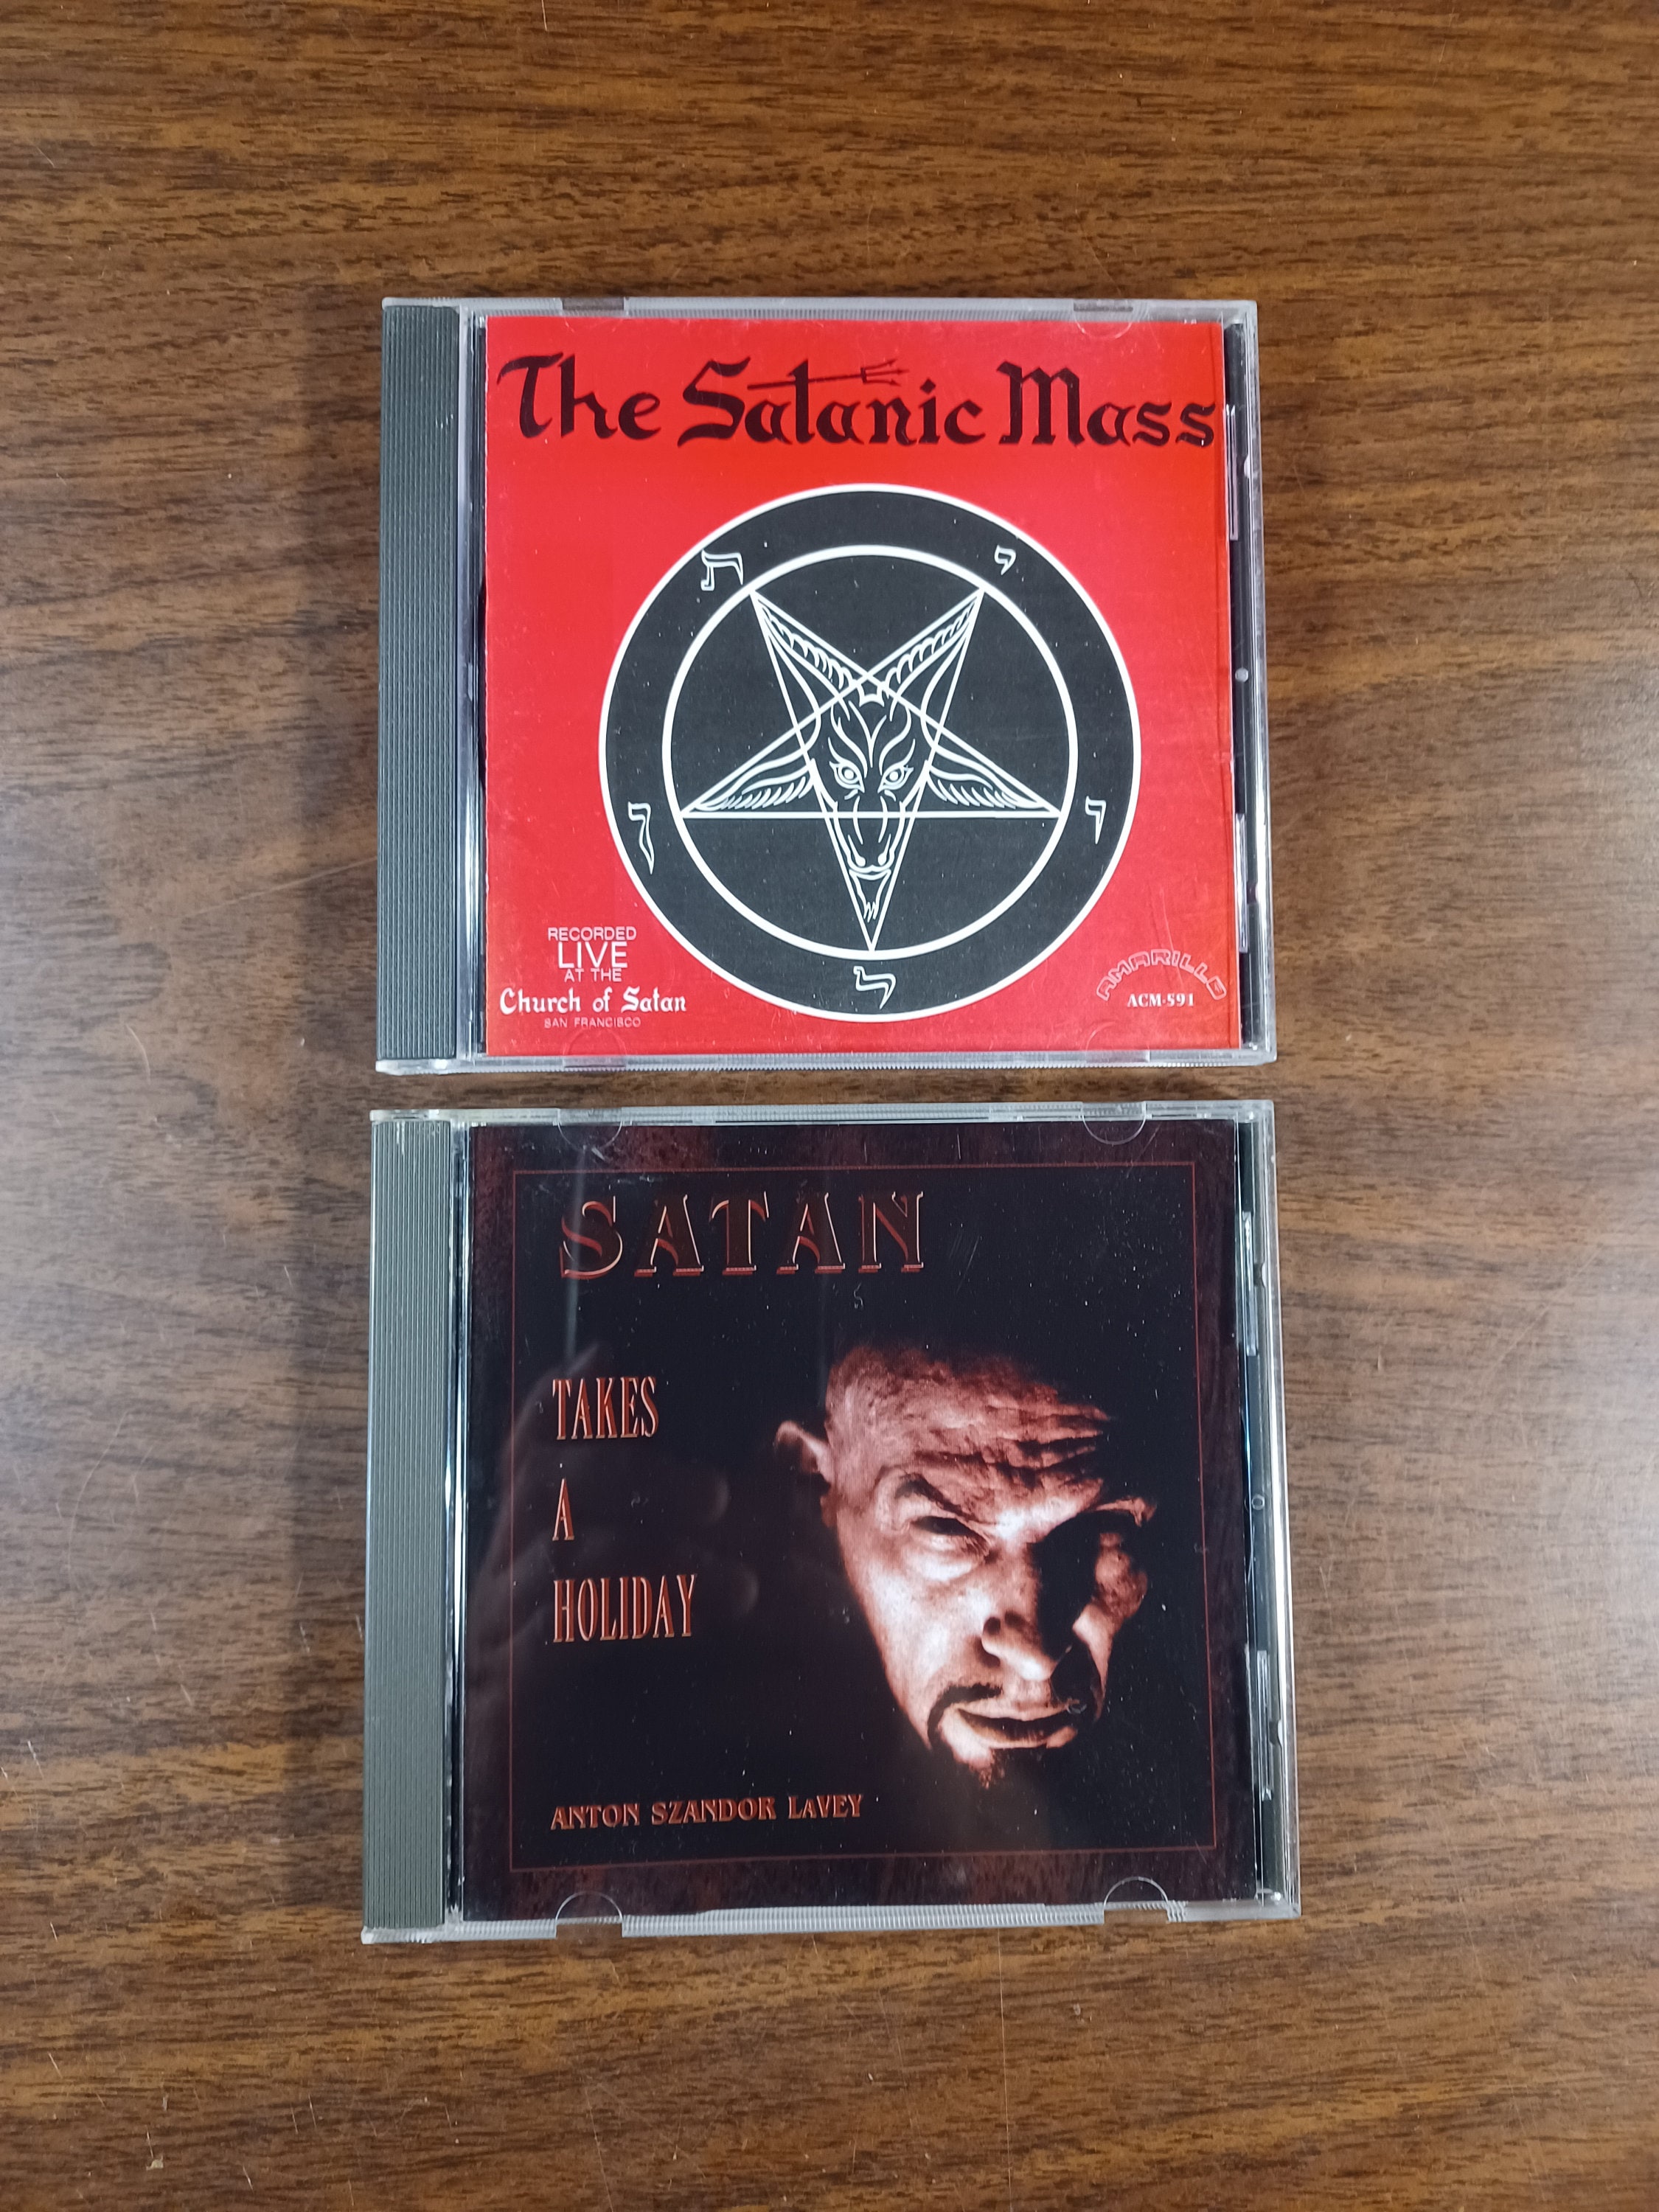 The Satanic Mass
ת
י
ן
ו
ל
RECORDED
LIVE
AT THE
Church of Satan
SAN FRANCISCO
AMARILLO
ACM-591
SATAN
TAKES
A
HOLIDAY
ANTON SZANDOR LAVEY